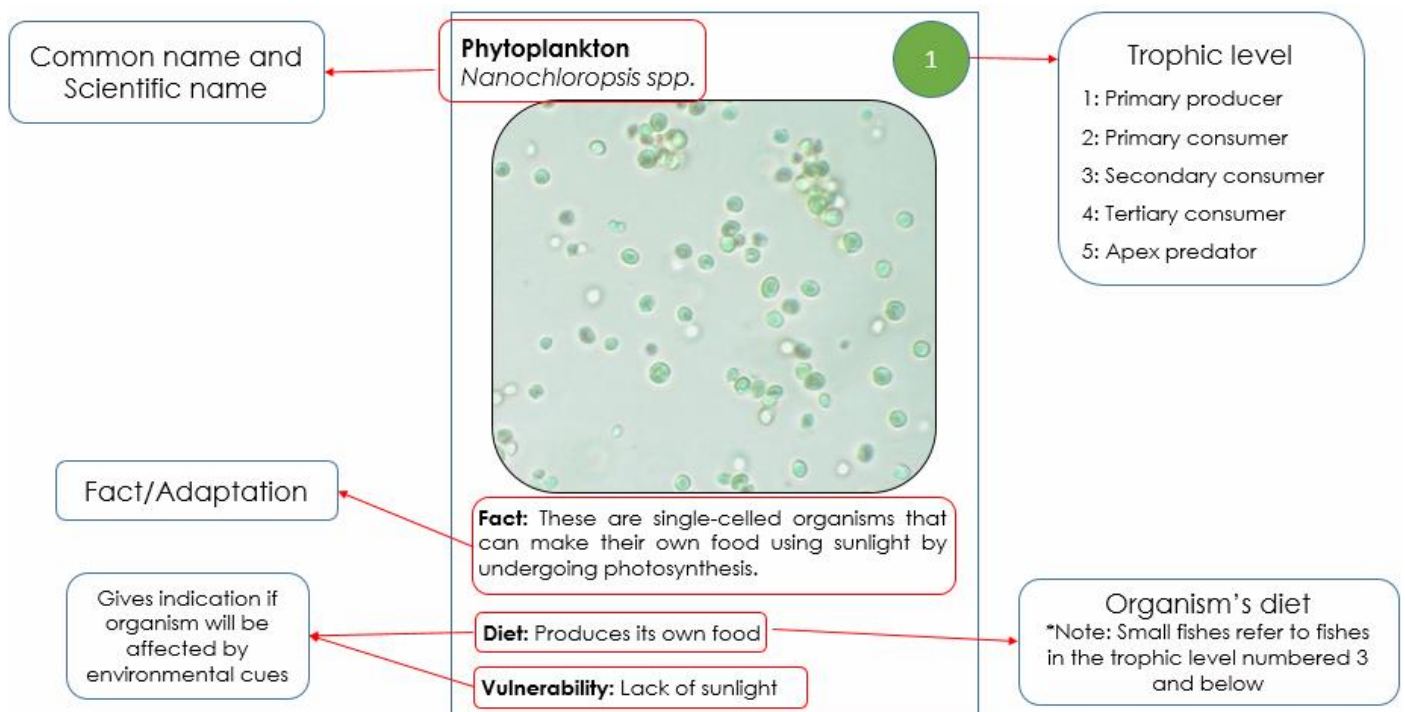 Common name and
Scientific name
Phytoplankton
Nanochloropsis spp.
1
Trophic level
1: Primary producer
2: Primary consumer
3: Secondary consumer
4: Tertiary consumer
5: Apex predator
Fact/Adaptation
Fact: These are single-celled organisms that
can make their own food using sunlight by
undergoing photosynthesis.
Gives indication if
organism will be
affected by
environmental cues
Diet: Produces its own food
Vulnerability: Lack of sunlight
Organism's diet
*Note: Small fishes refer to fishes
in the trophic level numbered 3
and below